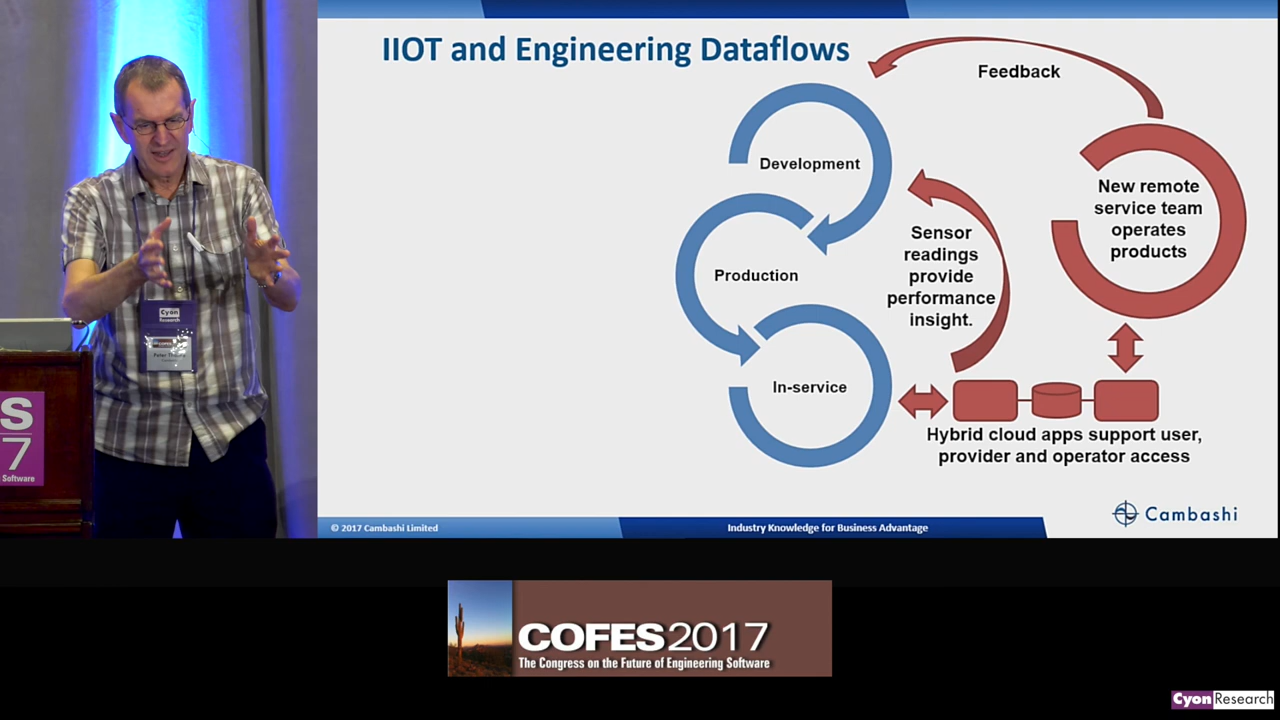 IIOT and Engineering Dataflows
Feedback
Development
New remote
service team
operates
products
Sensor
readings
provide
performance
insight.
Production
In-service
Hybrid cloud apps support user,
provider and operator access
© 2017 Cambashi Limited
Industry Knowledge for Business Advantage
Cambashi
Cyon
Research
S
7
Software
COFES2017
The Congress on the Future of Engineering Software
CyonResearch